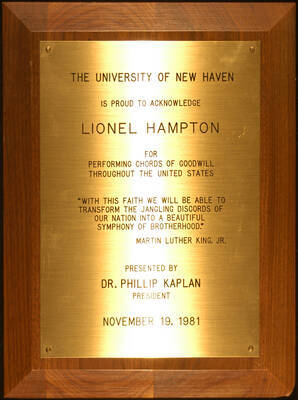 THE UNIVERSITY OF NEW HAVEN
IS PROUD TO ACKNOWLEDGE
LIONEL HAMPTON
FOR
PERFORMING CHORDS OF GOODWILL
THROUGHOUT THE UNITED STATES
"WITH THIS FAITH WE WILL BE ABLE TO
TRANSFORM THE JANGLING DISCORDS OF
OUR NATION INTO A BEAUTIFUL
SYMPHONY OF BROTHERHOOD."
MARTIN LUTHER KING, JR.
PRESENTED BY
DR. PHILLIP KAPLAN
PRESIDENT
NOVEMBER 19, 1981